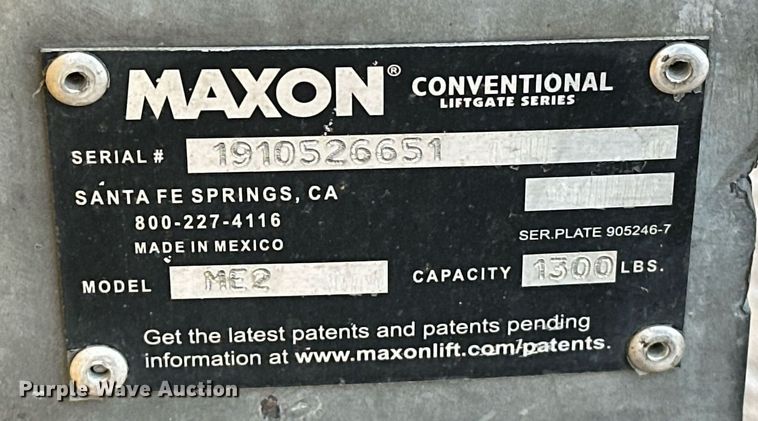 MAXON® CONVENTIONAL
LIFTGATE SERIES
SERIAL # 1910526651
SANTA FE SPRINGS, CA
800-227-4116
MADE IN MEXICO
SER.PLATE 905246-7
MODEL ME2 CAPACITY 1300 LBS.
Get the latest patents and patents pending
information at www.maxonlift.com/patents.
Purple Wave Auction